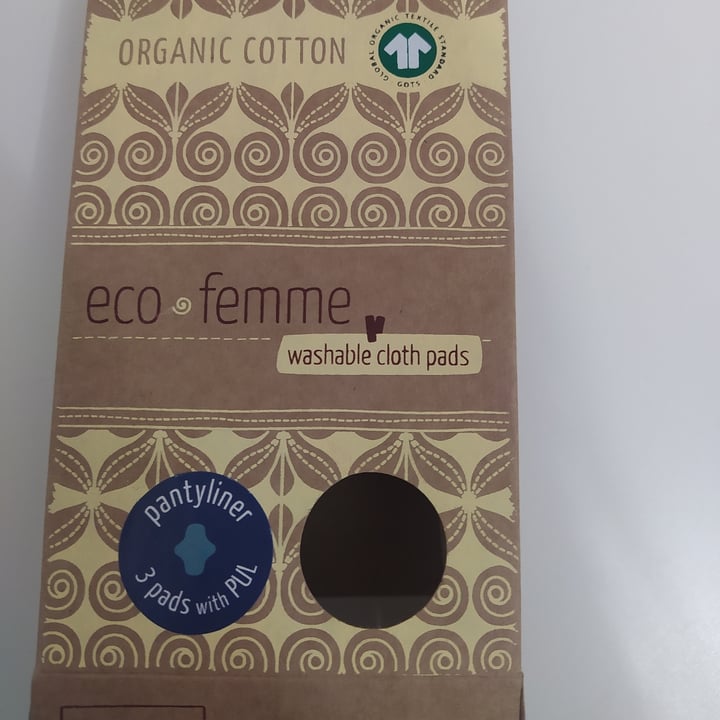 ORGANIC COTTON
GLOBAL ORGANIC TEXTILE STANDARD
GOTS
eco femme
washable cloth pads
pantyliner
3 pads with PUL